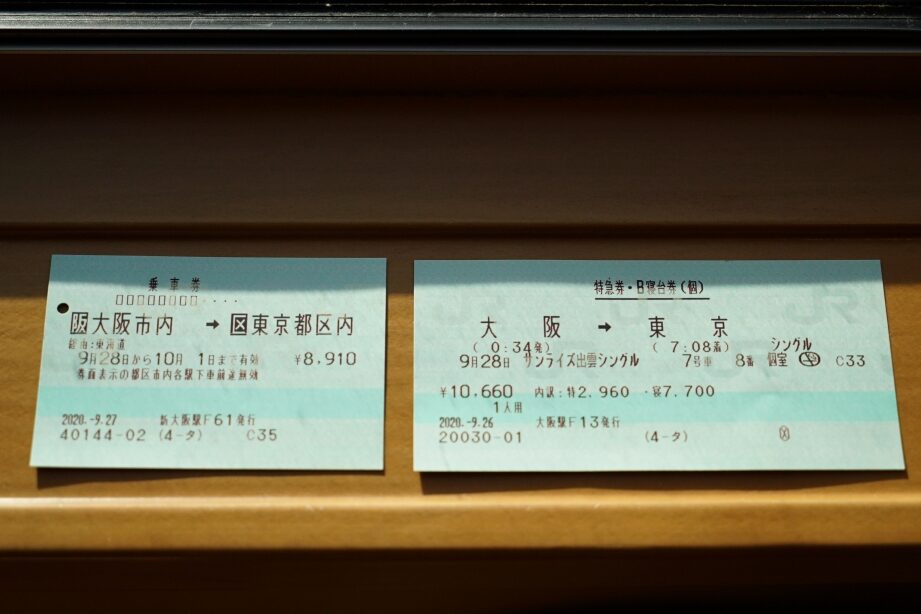 乗車券
□□□□□□□□・・・・
阪大阪市内 → 区東京都区内
経由:東海道
9月28日から10月 1日まで有効 ¥8,910
券面表示の都区市内各駅下車前途無効
2020.-9.27 新大阪駅F61発行
40144-02 (4-タ) C35
特急券・B寝台券(個)
大 阪 → 東 京
( 0:34発) ( 7:08着) シングル
9月28日 サンライズ出雲シングル 7号車 8番 個室 C33
¥10,660 内訳:特2,960 ・寝7,700
1人用
2020.-9.26 大阪駅F13発行
20030-01 (4-タ)